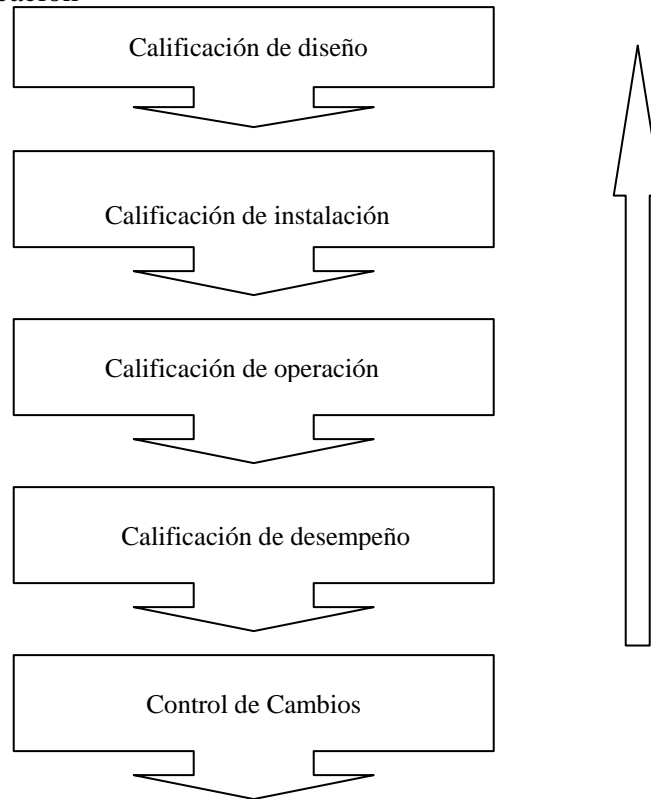 Calificación de diseño
Calificación de instalación
Calificación de operación
Calificación de desempeño
Control de Cambios